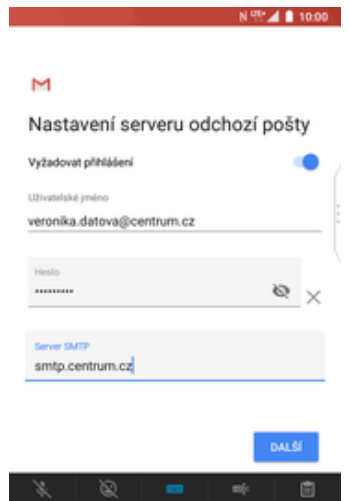 N LTE+ 10:00
Nastavení serveru odchozí pošty
Vyžadovat přihlášení
Uživatelské jméno
veronika.datova@centrum.cz
Heslo
•••••••••
Server SMTP
smtp.centrum.cz
DALŠÍ